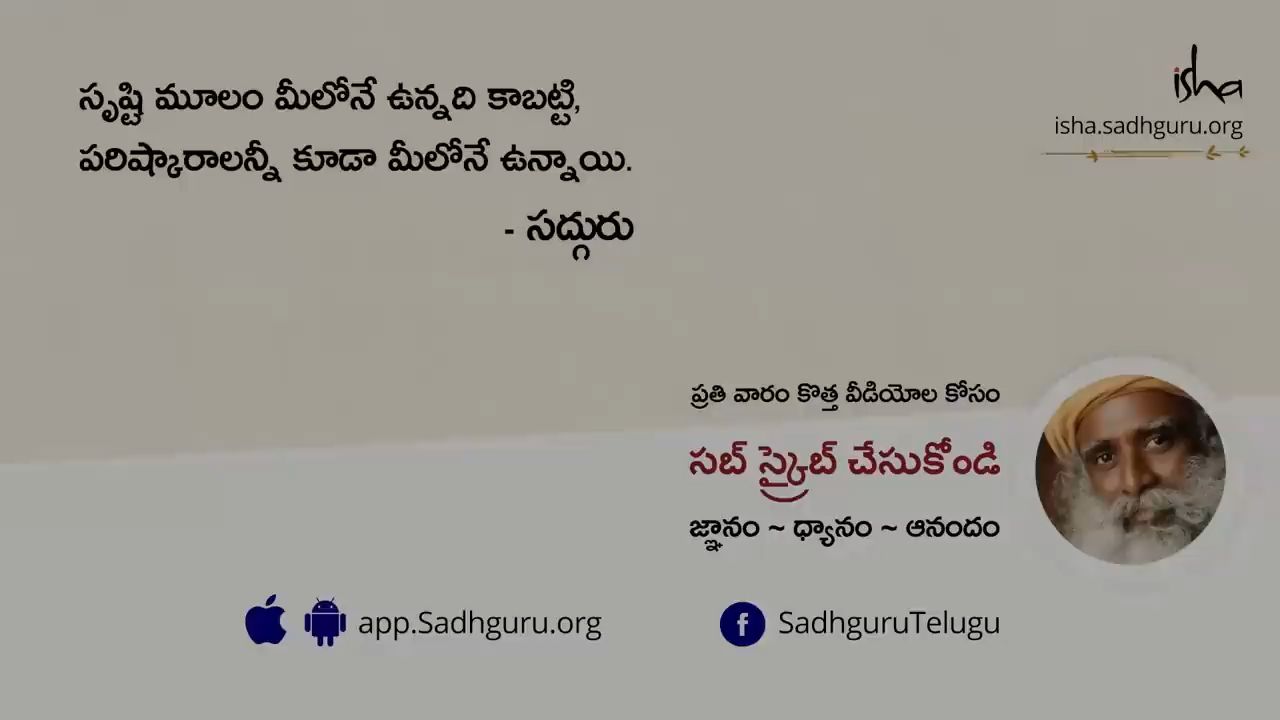 సృష్టి మూలం మీలోనే ఉన్నది కాబట్టి,
పరిష్కారాలన్నీ కూడా మీలోనే ఉన్నాయి.
- సద్గురు
isha
isha.sadhguru.org
ప్రతి వారం కొత్త వీడియోల కోసం
సబ్ స్క్రైబ్ చేసుకోండి
జ్ఞానం ~ ధ్యానం ~ ఆనందం
app.Sadhguru.org
f SadhguruTelugu